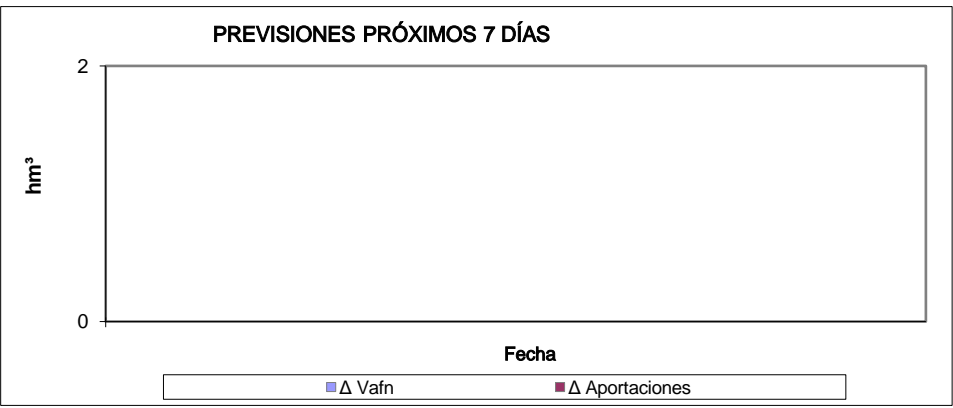 PREVISIONES PRÓXIMOS 7 DÍAS
2
hm³
0
Fecha
Δ Vafn
Δ Aportaciones